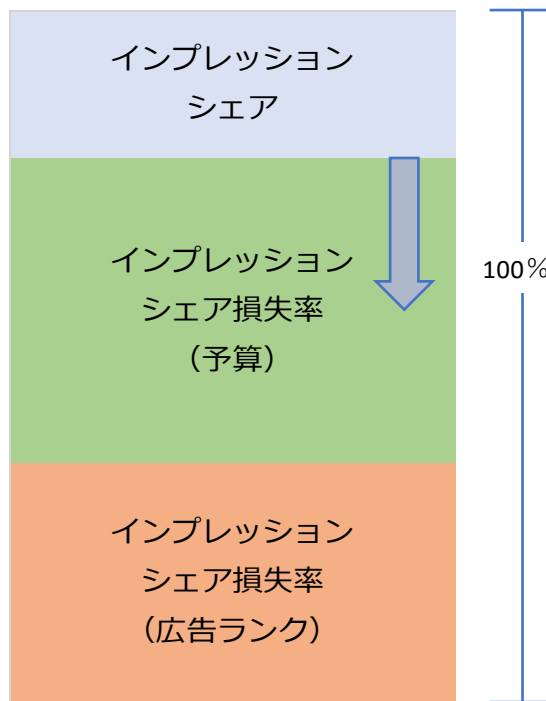 インプレッション
シェア
インプレッション
シェア損失率
（予算）
100％
インプレッション
シェア損失率
（広告ランク）